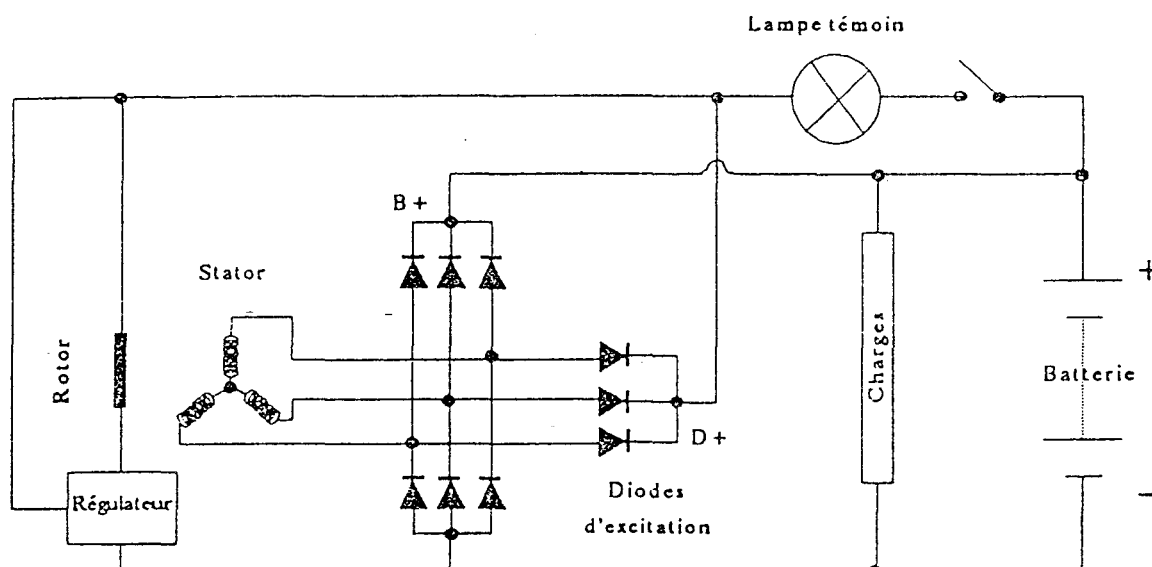 Lampe témoin
B+
Stator
Rotor
Charges
+
Batterie
D+
Régulateur
Diodes
d'excitation
−